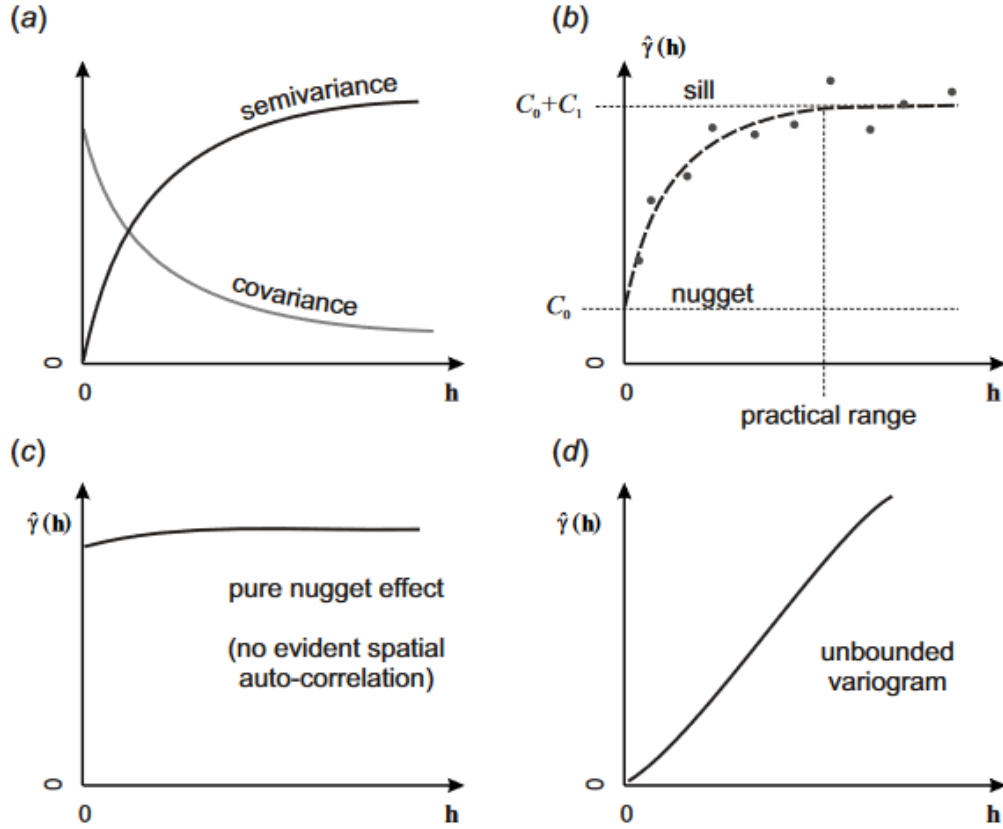 (a)
semivariance
covariance
0
0
h
(b)
γ̂(h)
sill
C₀+C₁
nugget
C₀
0
0
h
practical range
(c)
γ̂(h)
pure nugget effect
(no evident spatial
auto-correlation)
0
0
h
(d)
γ̂(h)
unbounded
variogram
0
0
h